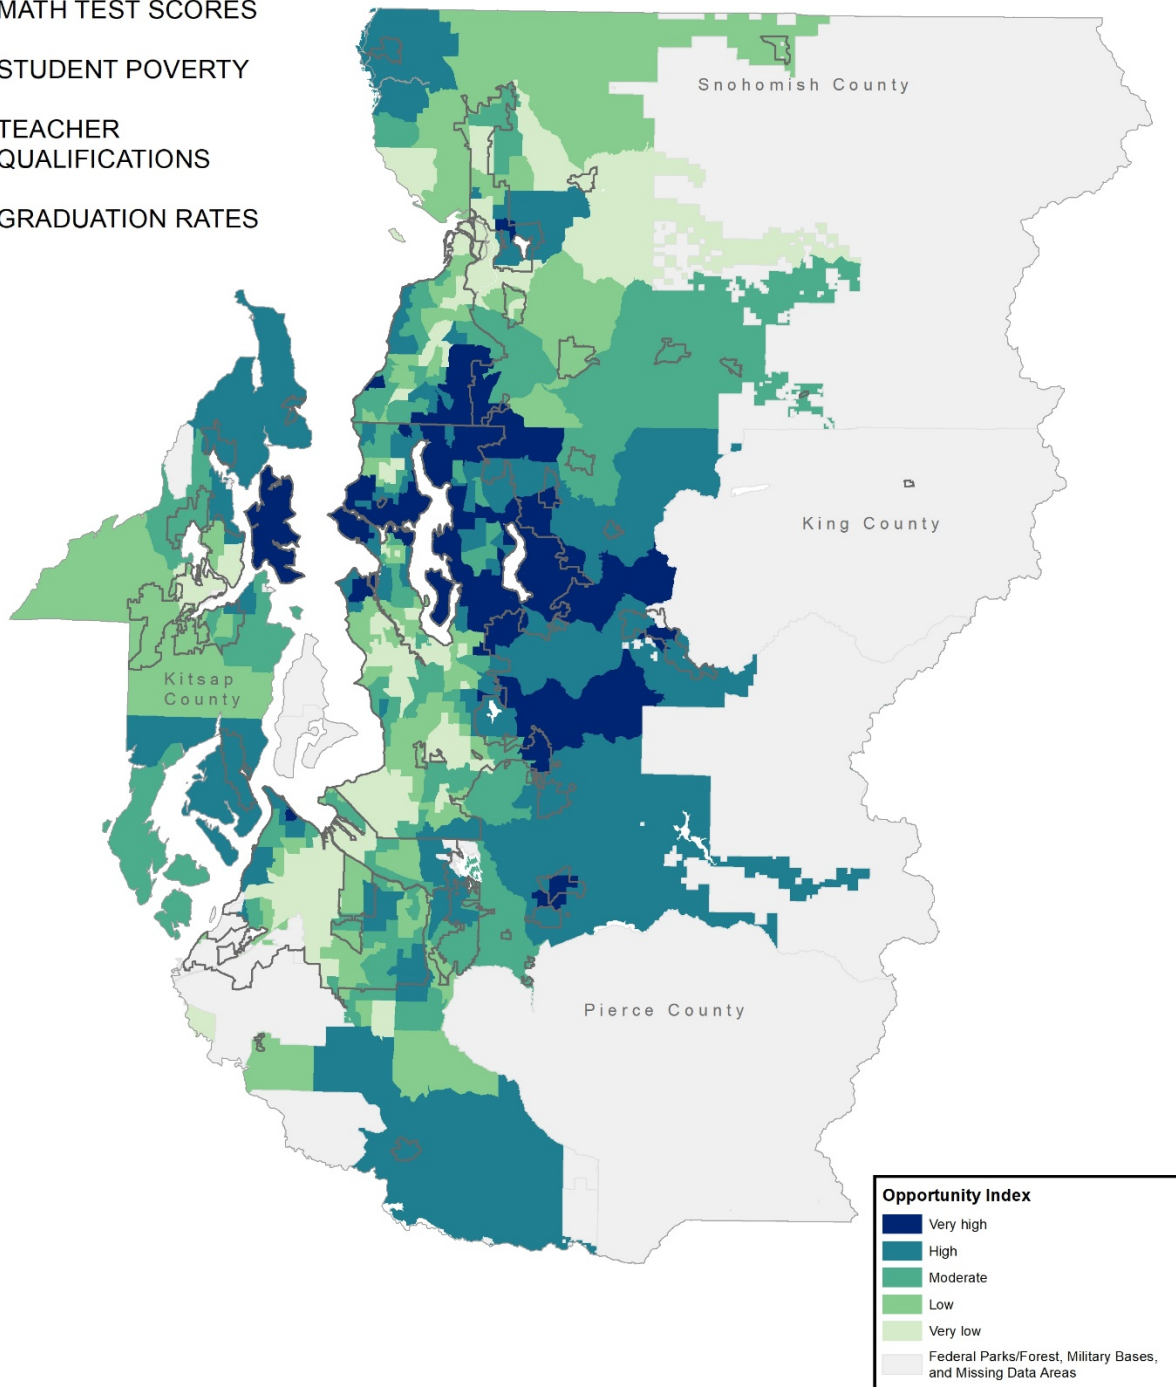 MATH TEST SCORES
STUDENT POVERTY
TEACHER
QUALIFICATIONS
GRADUATION RATES
Snohomish County
King County
Kitsap
County
Pierce County
Opportunity Index
Very high
High
Moderate
Low
Very low
Federal Parks/Forest, Military Bases,
and Missing Data Areas